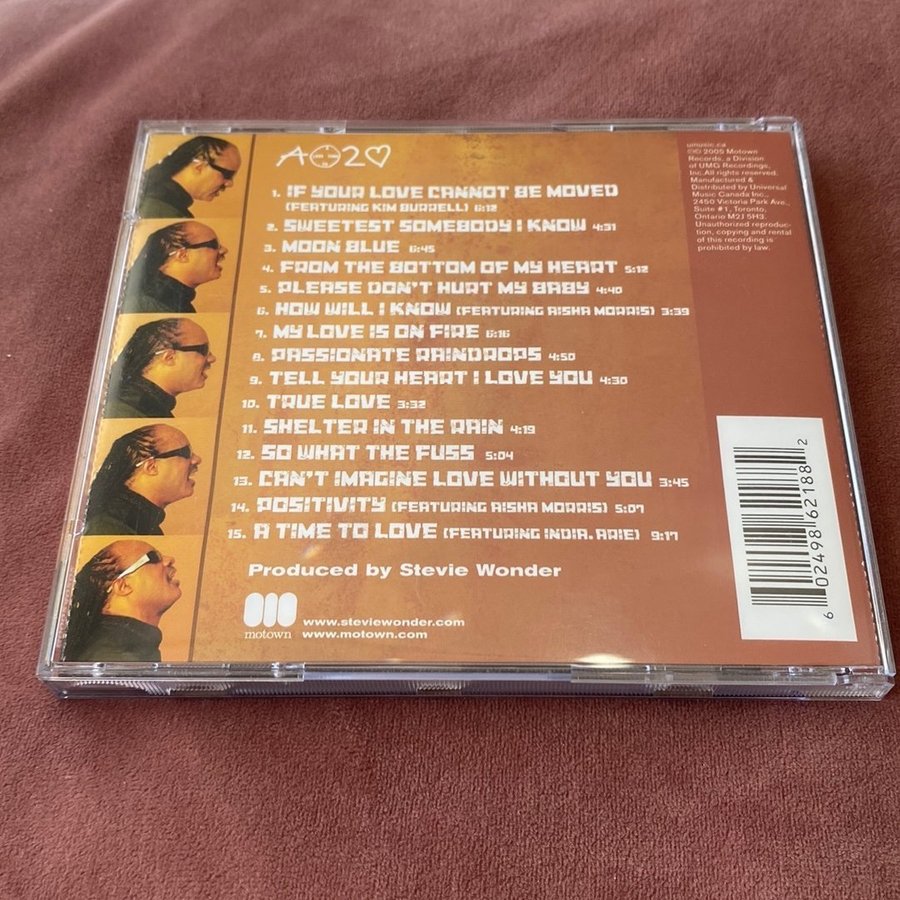 A 2 ♡
1. IF YOUR LOVE CANNOT BE MOVED
(FEATURING KIM BURRELL) 6:12
2. SWEETEST SOMEBODY I KNOW 4:31
3. MOON BLUE 6:45
4. FROM THE BOTTOM OF MY HEART 5:12
5. PLEASE DON'T HURT MY BABY 4:40
6. HOW WILL I KNOW (FEATURING AISHA MORRIS) 3:39
7. MY LOVE IS ON FIRE 6:16
8. PASSIONATE RAINDROPS 4:50
9. TELL YOUR HEART I LOVE YOU 4:30
10. TRUE LOVE 3:32
11. SHELTER IN THE RAIN 4:19
12. SO WHAT THE FUSS 5:04
13. CAN'T IMAGINE LOVE WITHOUT YOU 3:45
14. POSITIVITY (FEATURING AISHA MORRIS) 5:07
15. A TIME TO LOVE (FEATURING INDIA. ARIE) 9:17
Produced by Stevie Wonder
motown
www.steviewonder.com
www.motown.com
umusic.ca
℗© 2005 Motown
Records, a Division
of UMG Recordings,
Inc. All rights reserved.
Manufactured &
Distributed by Universal
Music Canada Inc.,
2450 Victoria Park Ave.,
Suite #1, Toronto,
Ontario M2J 5H3.
Unauthorized reproduc-
tion, copying and rental
of this recording is
prohibited by law.
6 02498 62188 2